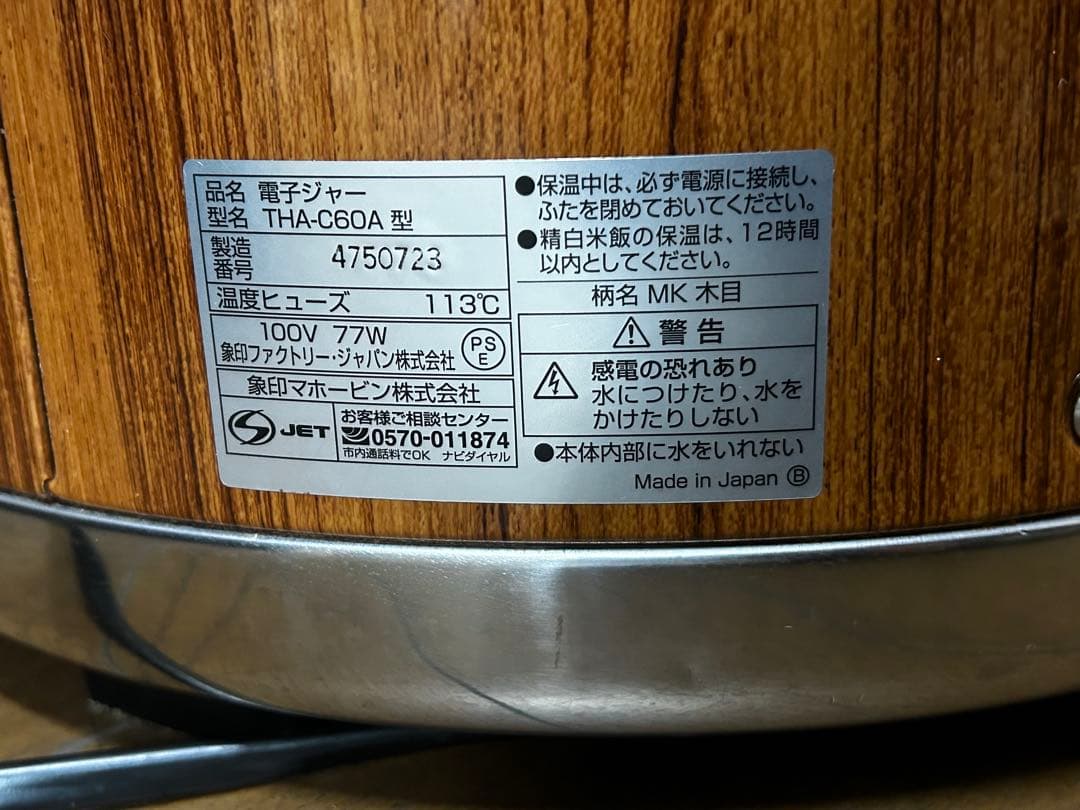 品名 電子ジャー
型名 THA-C60A 型
製造番号 4750723
温度ヒューズ 113℃
100V 77W
象印ファクトリー・ジャパン株式会社
PS
E
象印マホービン株式会社
JET
お客様ご相談センター
0570-011874
市内通話料でOK ナビダイヤル
●保温中は、必ず電源に接続し、
ふたを閉めておいてください。
●精白米飯の保温は、12時間
以内としてください。
柄名 MK 木目
警告
感電の恐れあり
水につけたり、水を
かけたりしない
●本体内部に水をいれない
Made in Japan Ⓑ